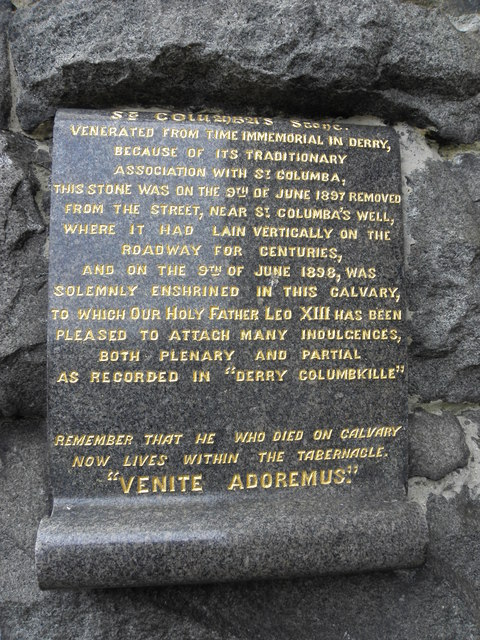 ST COLUMBA'S STONE.
VENERATED FROM TIME IMMEMORIAL IN DERRY,
BECAUSE OF ITS TRADITIONARY
ASSOCIATION WITH ST COLUMBA,
THIS STONE WAS ON THE 9TH OF JUNE 1897 REMOVED
FROM THE STREET, NEAR ST COLUMBA'S WELL,
WHERE IT HAD LAIN VERTICALLY ON THE
ROADWAY FOR CENTURIES,
AND ON THE 9TH OF JUNE 1898, WAS
SOLEMNLY ENSHRINED IN THIS CALVARY,
TO WHICH OUR HOLY FATHER LEO XIII HAS BEEN
PLEASED TO ATTACH MANY INDULGENCES,
BOTH PLENARY AND PARTIAL
AS RECORDED IN "DERRY COLUMBKILLE"
REMEMBER THAT HE WHO DIED ON CALVARY
NOW LIVES WITHIN THE TABERNACLE.
"VENITE ADOREMUS."